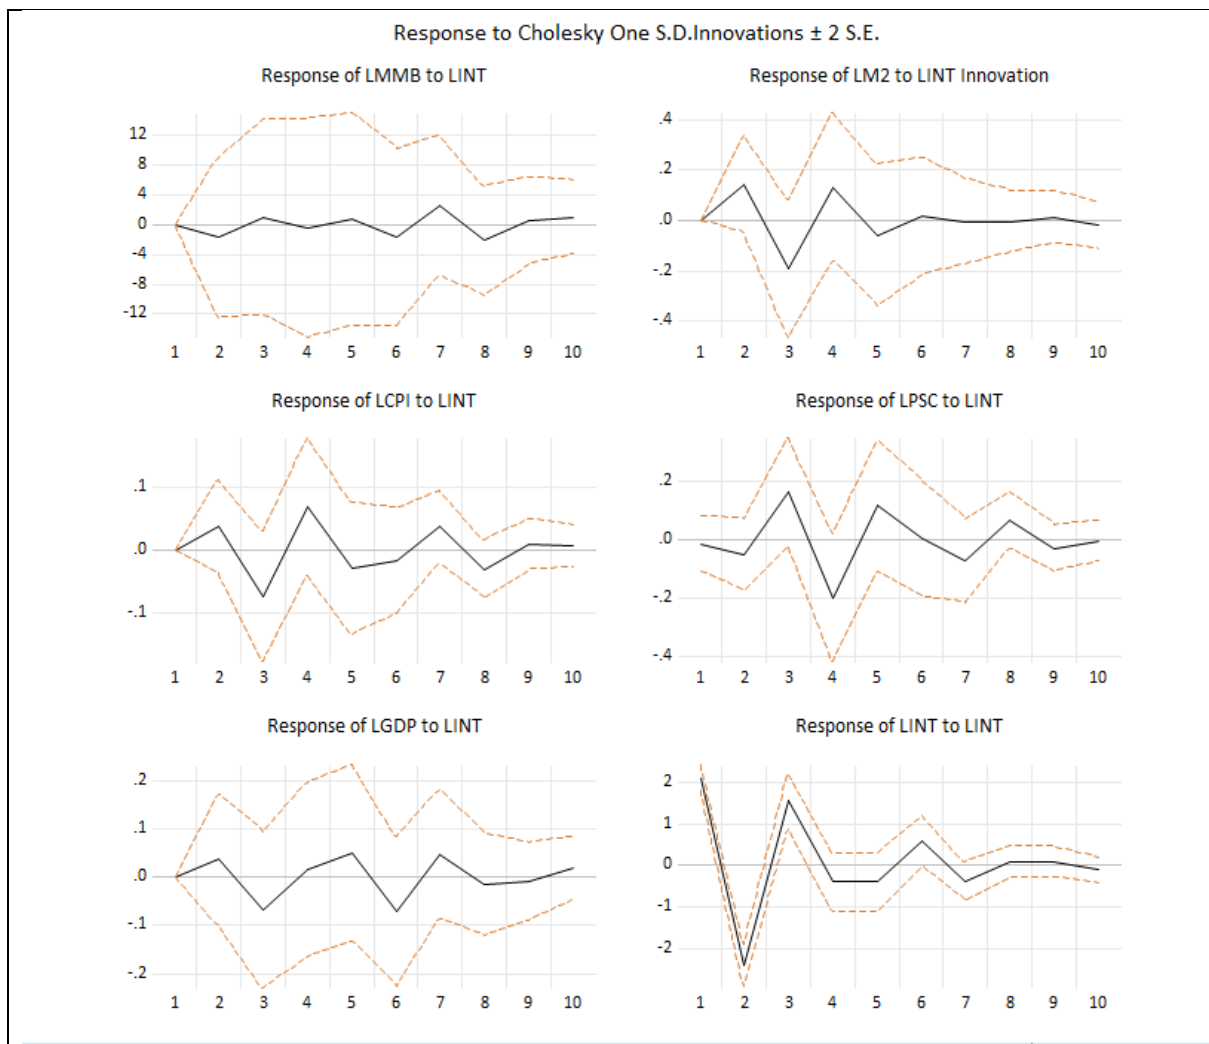 Response to Cholesky One S.D.Innovations ± 2 S.E.
Response of LMMB to LINT
12
8
4
0
-4
-8
-12
1 2 3 4 5 6 7 8 9 10
Response of LM2 to LINT Innovation
.4
.2
.0
-.2
-.4
1 2 3 4 5 6 7 8 9 10
Response of LCPI to LINT
.1
.0
-.1
1 2 3 4 5 6 7 8 9 10
Response of LPSC to LINT
.2
.0
-.2
-.4
1 2 3 4 5 6 7 8 9 10
Response of LGDP to LINT
.2
.1
.0
-.1
-.2
1 2 3 4 5 6 7 8 9 10
Response of LINT to LINT
2
1
0
-1
-2
1 2 3 4 5 6 7 8 9 10